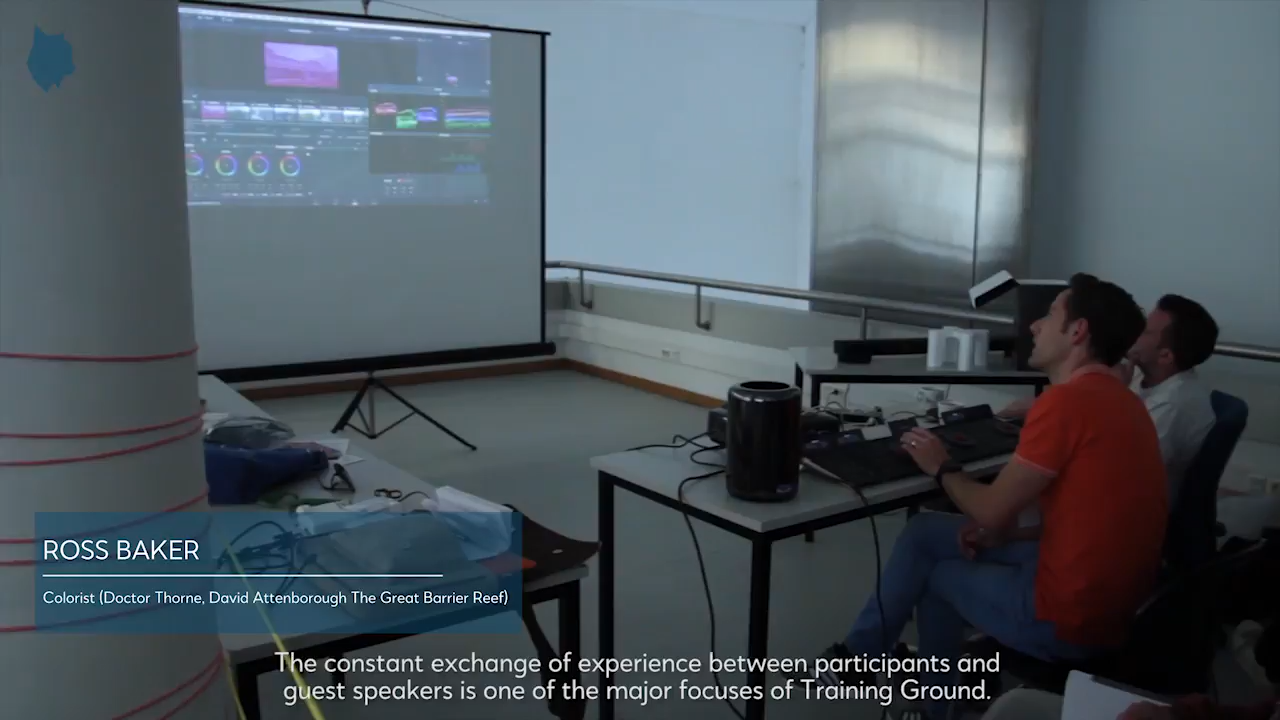 ROSS BAKER
Colorist (Doctor Thorne, David Attenborough The Great Barrier Reef)
The constant exchange of experience between participants and
guest speakers is one of the major focuses of Training Ground.